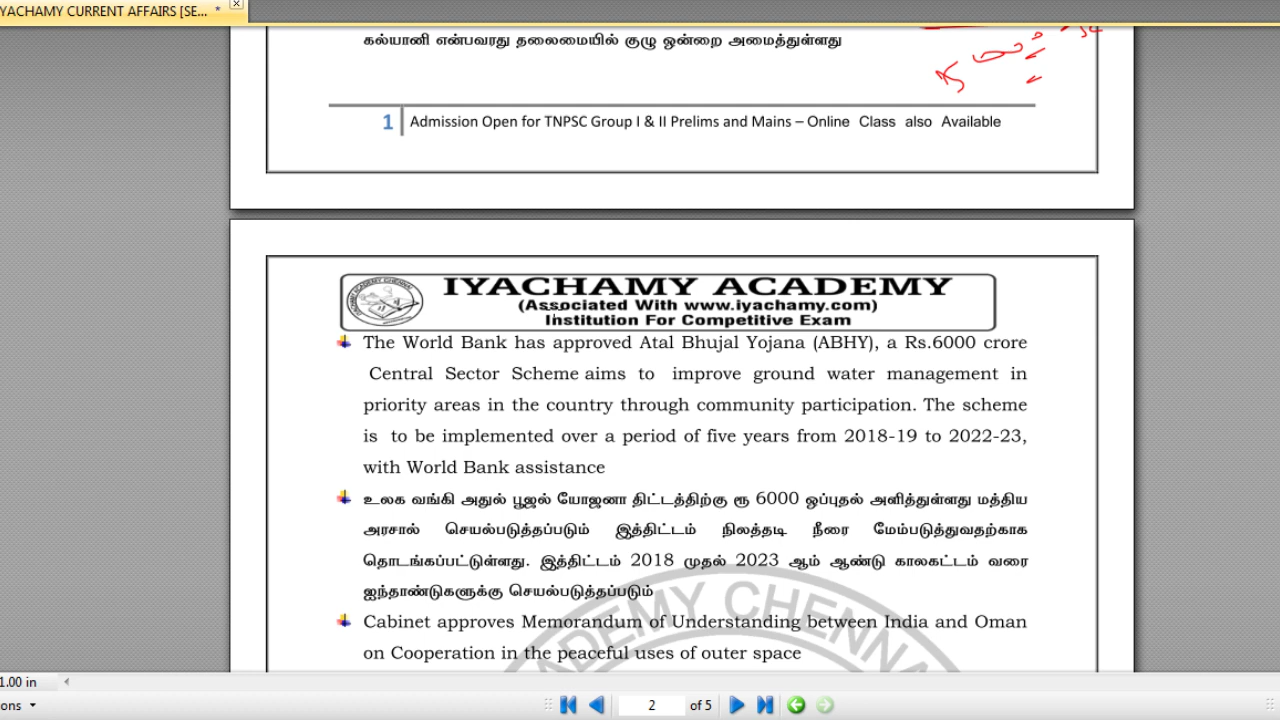 YACHAMY CURRENT AFFAIRS [SE... *
கல்யானி என்பவரது தலைமையில் குழு ஒன்றை அமைத்துள்ளது
1 Admission Open for TNPSC Group I & II Prelims and Mains – Online Class also Available
IYACHAMY ACADEMY
(Associated With www.iyachamy.com)
Institution For Competitive Exam
The World Bank has approved Atal Bhujal Yojana (ABHY), a Rs.6000 crore
Central Sector Scheme aims to improve ground water management in
priority areas in the country through community participation. The scheme
is to be implemented over a period of five years from 2018-19 to 2022-23,
with World Bank assistance
உலக வங்கி அதுல் பூஜல் யோஜனா திட்டத்திற்கு ரூ 6000 ஒப்புதல் அளித்துள்ளது மத்திய
அரசால் செயல்படுத்தப்படும் இத்திட்டம் நிலத்தடி நீரை மேம்படுத்துவதற்காக
தொடங்கப்பட்டுள்ளது. இத்திட்டம் 2018 முதல் 2023 ஆம் ஆண்டு காலகட்டம் வரை
ஐந்தாண்டுகளுக்கு செயல்படுத்தப்படும்
Cabinet approves Memorandum of Understanding between India and Oman
on Cooperation in the peaceful uses of outer space
ACADEMY CHENNA
1.00 in
ons
2 of 5